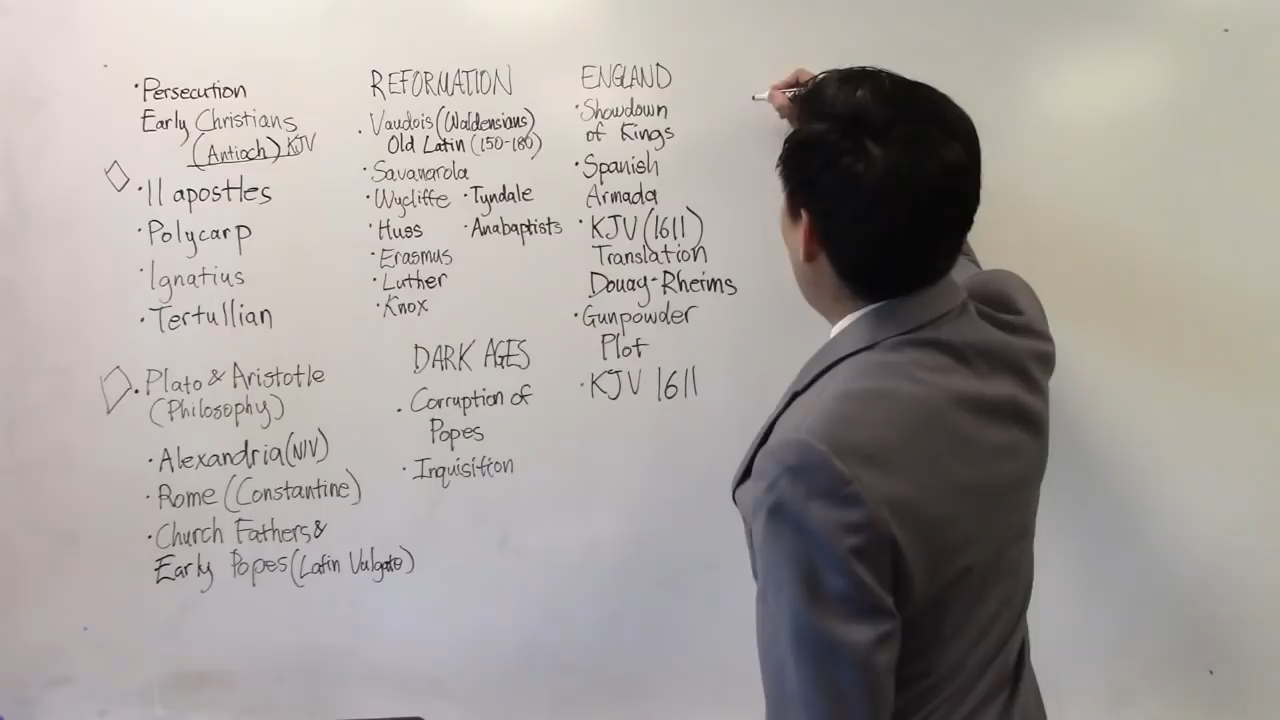 ·Persecution
Early Christians
(Antioch) KJV
·11 apostles
·Polycarp
·Ignatius
·Tertullian
·Plato & Aristotle
(Philosophy)
·Alexandria (NIV)
·Rome (Constantine)
·Church Fathers &
Early Popes (Latin Vulgate)
REFORMATION
·Vaudois (Waldensians)
Old Latin (150-180)
·Savanarola
·Wycliffe ·Tyndale
·Huss ·Anabaptists
·Erasmus
·Luther
·Knox
DARK AGES
·Corruption of
Popes
·Inquisition
ENGLAND
·Showdown
of Kings
·Spanish
Armada
·KJV (1611)
Translation
Douay-Rheims
·Gunpowder
Plot
·KJV 1611